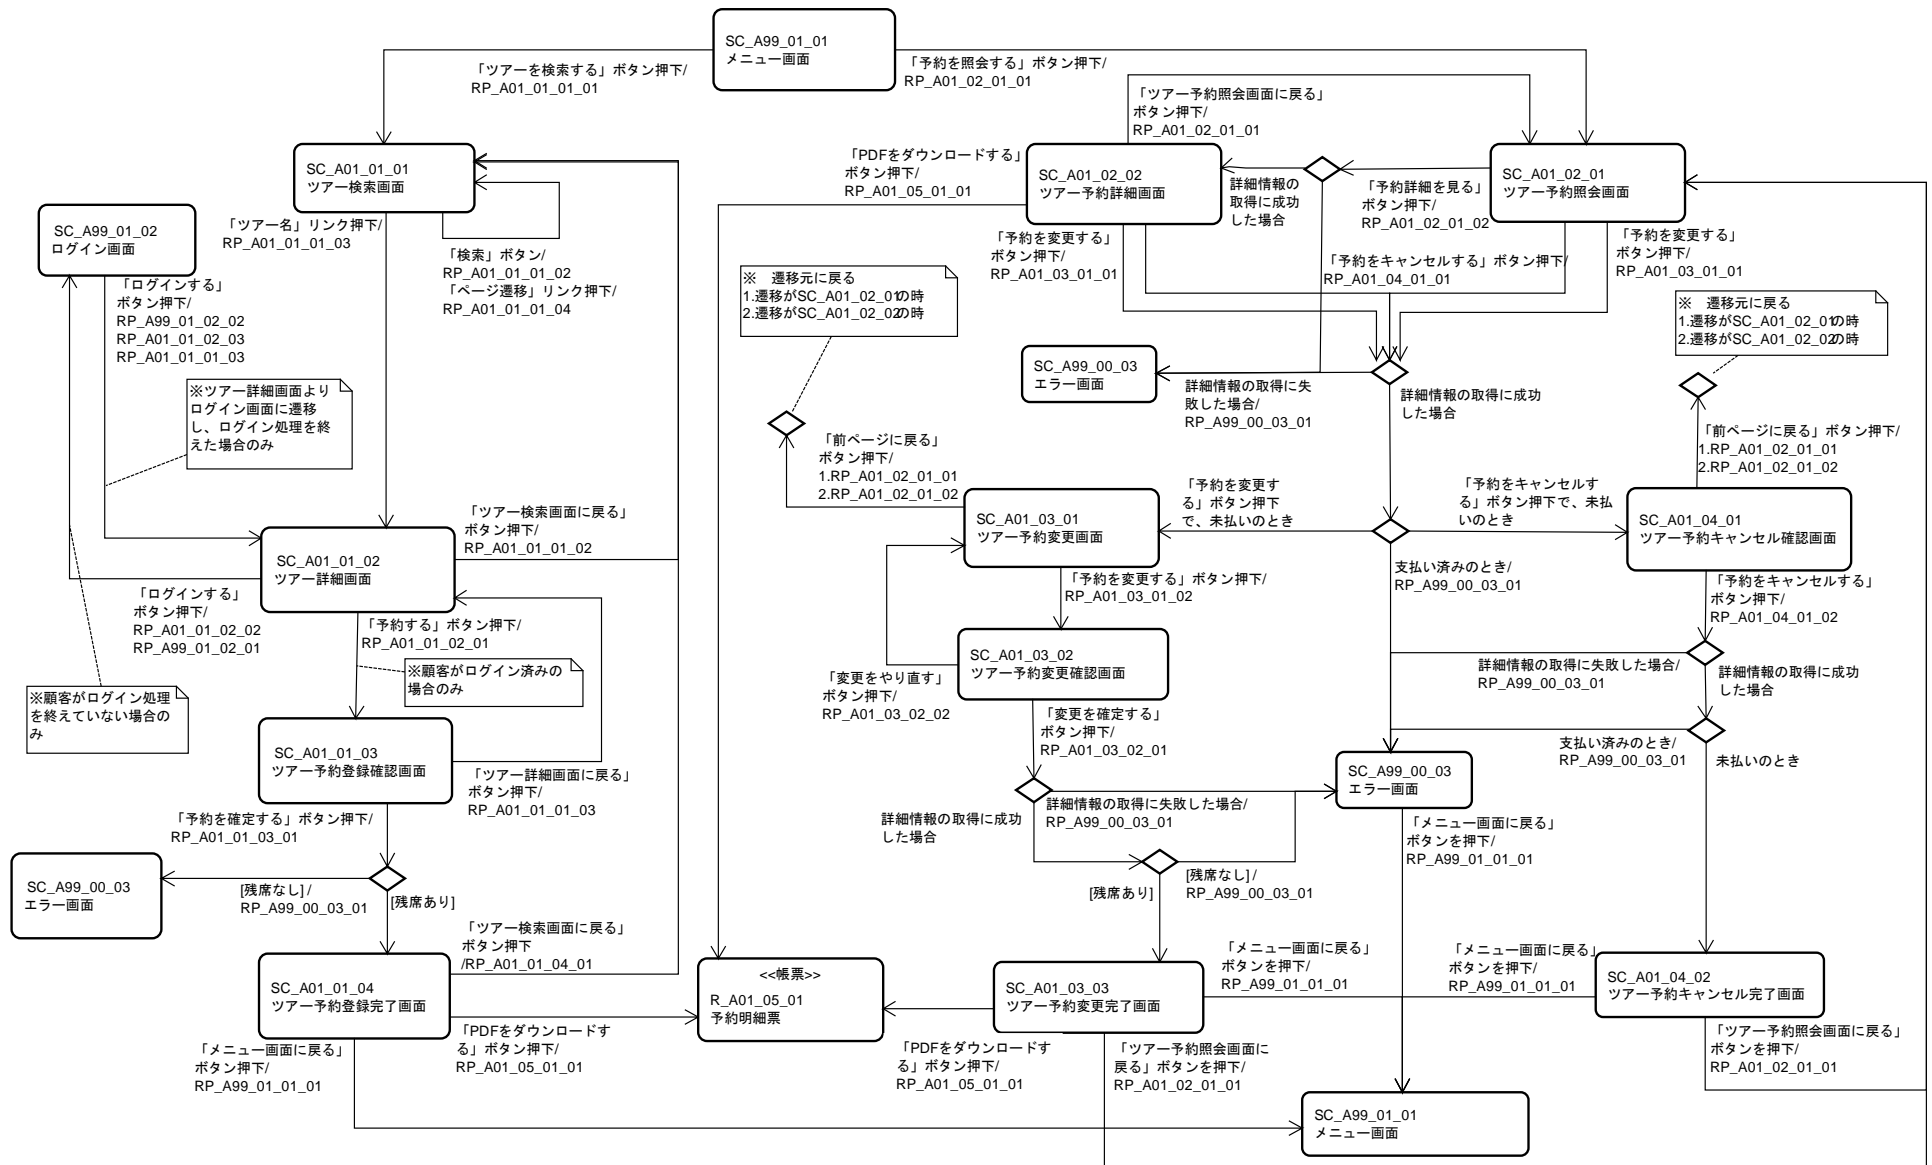 SC_A99_01_01
メニュー画面
「ツアーを検索する」ボタン押下/
RP_A01_01_01_01
「予約を照会する」ボタン押下/
RP_A01_02_01_01
「ツアー予約照会画面に戻る」
ボタン押下/
RP_A01_02_01_01
SC_A01_01_01
ツアー検索画面
「PDFをダウンロードする」
ボタン押下/
RP_A01_05_01_01
SC_A01_02_02
ツアー予約詳細画面
詳細情報の
取得に成功
した場合
「予約詳細を見る」
ボタン押下/
RP_A01_02_01_02
SC_A01_02_01
ツアー予約照会画面
SC_A99_01_02
ログイン画面
「ツアー名」リンク押下/
RP_A01_01_01_03
「検索」ボタン/
RP_A01_01_01_02
「ページ遷移」リンク押下/
RP_A01_01_01_04
「予約を変更する」
ボタン押下/
RP_A01_03_01_01
「予約をキャンセルする」ボタン押下/
RP_A01_04_01_01
「予約を変更する」
ボタン押下/
RP_A01_03_01_01
「ログインする」
ボタン押下/
RP_A99_01_02_02
RP_A01_01_02_03
RP_A01_01_01_03
※　遷移元に戻る
1.遷移がSC_A01_02_01の時
2.遷移がSC_A01_02_02の時
※　遷移元に戻る
1.遷移がSC_A01_02_01の時
2.遷移がSC_A01_02_02の時
SC_A99_00_03
エラー画面
詳細情報の取得に失
敗した場合/
RP_A99_00_03_01
詳細情報の取得に成功
した場合
※ツアー詳細画面より
ログイン画面に遷移
し、ログイン処理を終
えた場合のみ
「前ページに戻る」
ボタン押下/
1.RP_A01_02_01_01
2.RP_A01_02_01_02
「前ページに戻る」ボタン押下/
1.RP_A01_02_01_01
2.RP_A01_02_01_02
SC_A01_03_01
ツアー予約変更画面
「予約を変更す
る」ボタン押下
で、未払いのとき
「予約をキャンセルす
る」ボタン押下で、未払
いのとき
SC_A01_04_01
ツアー予約キャンセル確認画面
「ツアー検索画面に戻る」
ボタン押下/
RP_A01_01_01_02
SC_A01_01_02
ツアー詳細画面
支払い済みのとき/
RP_A99_00_03_01
「予約を変更する」ボタン押下/
RP_A01_03_01_02
「予約をキャンセルする」
ボタン押下/
RP_A01_04_01_02
「ログインする」
ボタン押下/
RP_A01_01_02_02
RP_A99_01_02_01
「予約する」ボタン押下/
RP_A01_01_02_01
※顧客がログイン済みの
場合のみ
SC_A01_03_02
ツアー予約変更確認画面
「変更をやり直す」
ボタン押下/
RP_A01_03_02_02
詳細情報の取得に失敗した場合/
RP_A99_00_03_01
詳細情報の取得に成功
した場合
※顧客がログイン処理
を終えていない場合の
み
「変更を確定する」
ボタン押下/
RP_A01_03_02_01
SC_A01_01_03
ツアー予約登録確認画面
「ツアー詳細画面に戻る」
ボタン押下/
RP_A01_01_01_03
支払い済みのとき/
RP_A99_00_03_01
未払いのとき
SC_A99_00_03
エラー画面
「予約を確定する」ボタン押下/
RP_A01_01_03_01
詳細情報の取得に成功
した場合
詳細情報の取得に失敗した場合/
RP_A99_00_03_01
「メニュー画面に戻る」
ボタンを押下/
RP_A99_01_01_01
SC_A99_00_03
エラー画面
[残席なし] /
RP_A99_00_03_01
[残席あり]
[残席あり]
[残席なし] /
RP_A99_00_03_01
「ツアー検索画面に戻る」
ボタン押下
/RP_A01_01_04_01
SC_A01_01_04
ツアー予約登録完了画面
<<帳票>>
R_A01_05_01
予約明細票
SC_A01_03_03
ツアー予約変更完了画面
「メニュー画面に戻る」
ボタンを押下/
RP_A99_01_01_01
「メニュー画面に戻る」
ボタンを押下/
RP_A99_01_01_01
SC_A01_04_02
ツアー予約キャンセル完了画面
「メニュー画面に戻る」
ボタン押下/
RP_A99_01_01_01
「PDFをダウンロードす
る」ボタン押下/
RP_A01_05_01_01
「PDFをダウンロードす
る」ボタン押下/
RP_A01_05_01_01
「ツアー予約照会画面に
戻る」ボタンを押下/
RP_A01_02_01_01
「ツアー予約照会画面に戻る」
ボタンを押下/
RP_A01_02_01_01
SC_A99_01_01
メニュー画面